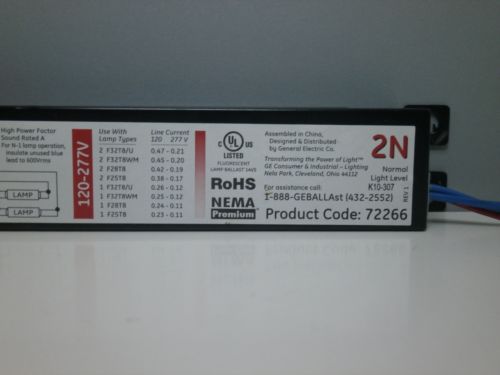 High Power Factor
Sound Rated A
For N-1 lamp operation,
insulate unused blue
lead to 600Vrms
LAMP
LAMP
120-277V
Use With Line Current
Lamp Types 120 277 V
2 F32T8/U 0.47 - 0.21
2 F32T8WM 0.45 - 0.20
2 F28T8 0.42 - 0.19
2 F25T8 0.38 - 0.17
1 F32T8/U 0.26 - 0.12
1 F32T8WM 0.25 - 0.12
1 F28T8 0.24 - 0.11
1 F25T8 0.23 - 0.11
C UL US
LISTED
FLUORESCENT
LAMP BALLAST
RoHS
NEMA
Premium
Assembled in China,
Designed & Distributed
by General Electric Co.
Transforming the Power of Light™
GE Consumer & Industrial – Lighting
Nela Park, Cleveland, Ohio 44112
For assistance call:
1-888-GEBALLAst (432-2552)
Product Code: 72266
2N
Normal
Light Level
K10-307
REV 1